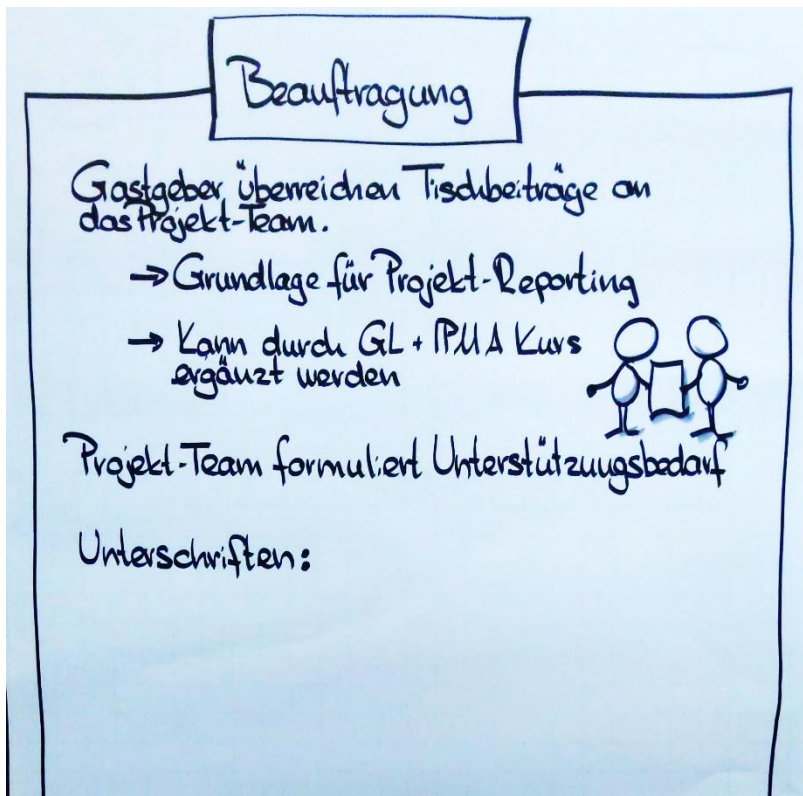 Beauftragung
Gastgeber überreichen Tischbeiträge an
das Projekt-Team.
→ Grundlage für Projekt-Reporting
→ Kann durch GL + IPMA Kurs
ergänzt werden
Projekt-Team formuliert Unterstützungsbedarf
Unterschriften: